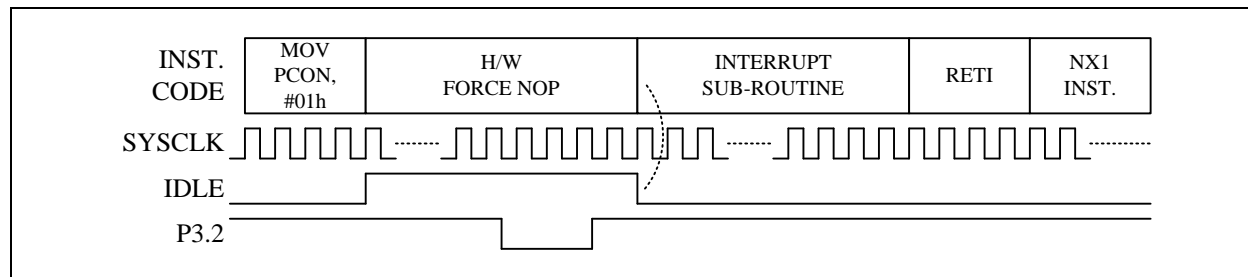 INST.
CODE
MOV
PCON,
#01h
H/W
FORCE NOP
INTERRUPT
SUB-ROUTINE
RETI
NX1
INST.
SYSCLK
IDLE
P3.2